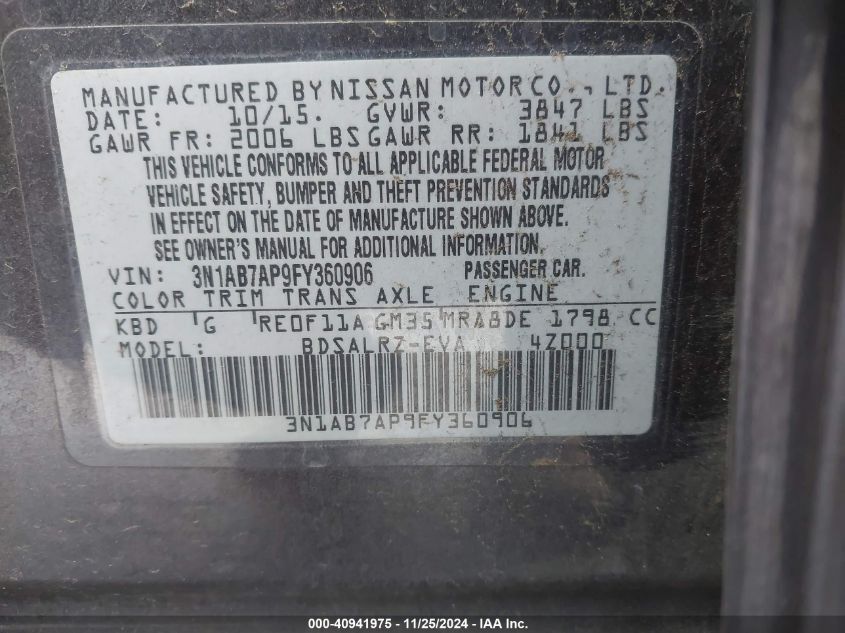 MANUFACTURED BY NISSAN MOTOR CO., LTD.
DATE: 10/15. GVWR: 3847 LBS
GAWR FR: 2006 LBS GAWR RR: 1841 LBS
THIS VEHICLE CONFORMS TO ALL APPLICABLE FEDERAL MOTOR
VEHICLE SAFETY, BUMPER AND THEFT PREVENTION STANDARDS
IN EFFECT ON THE DATE OF MANUFACTURE SHOWN ABOVE.
SEE OWNER'S MANUAL FOR ADDITIONAL INFORMATION.
VIN: 3N1AB7AP9FY360906 PASSENGER CAR.
COLOR TRIM TRANS AXLE ENGINE
KBD G RE0F11A GM35 MRA8DE 1798 CC
MODEL: BDSALRZ-EVA 4Z000
3N1AB7AP9FY360906
000-40941975 - 11/25/2024 - IAA Inc.